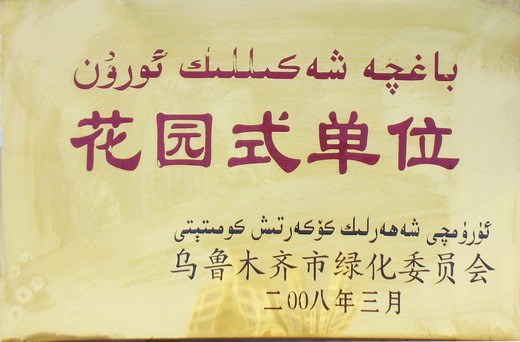 باغچە شەكىللىك ئورۇن
花园式单位
ئۈرۈمچى شەھەرلىك كۆكەرتىش كومىتېتى
乌鲁木齐市绿化委员会
二00八年三月